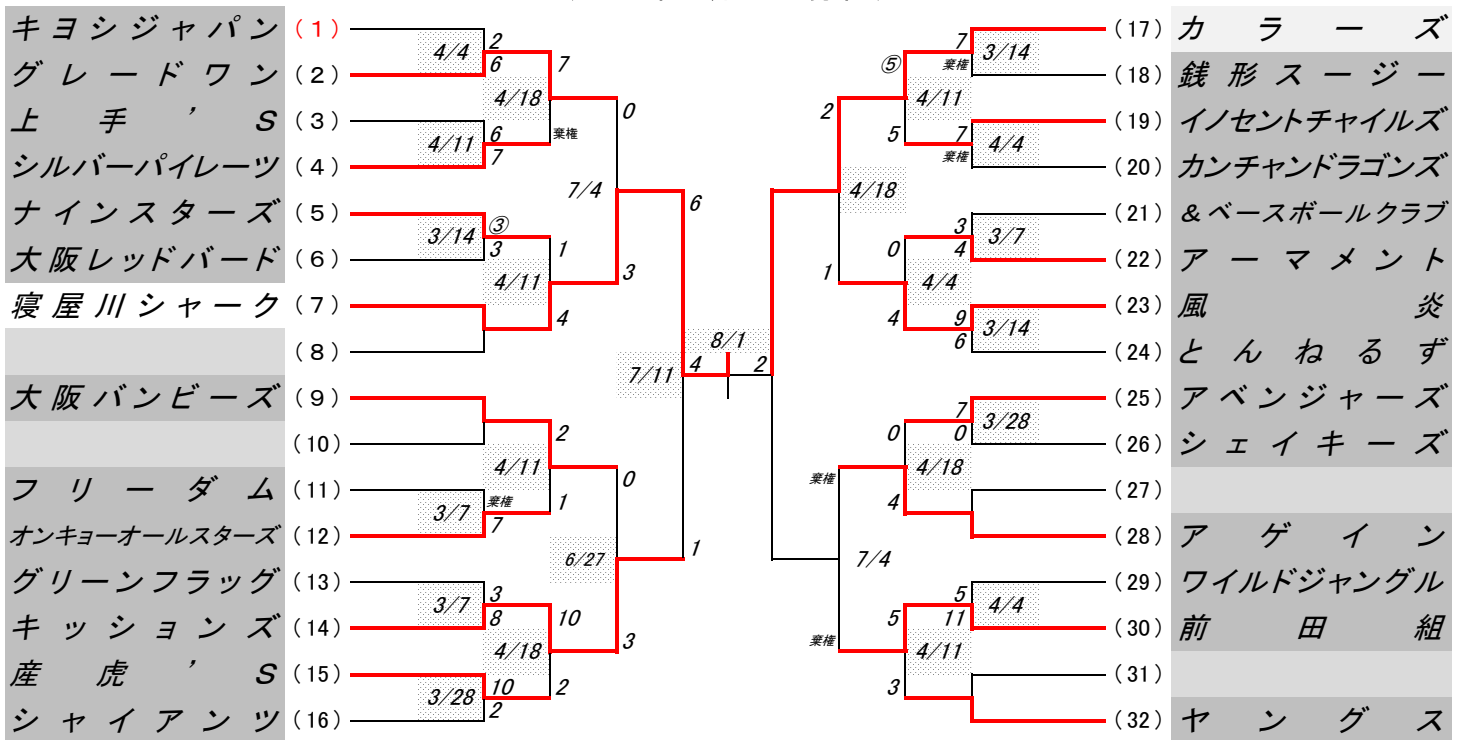 キヨシジャパン (1)
グレードワン (2)
上手’S (3)
シルバーパイレーツ (4)
ナインスターズ (5)
大阪レッドバード (6)
寝屋川シャーク (7)
(8)
大阪バンビーズ (9)
(10)
フリーダム (11)
オンキョーオールスターズ (12)
グリーンフラッグ (13)
キッションズ (14)
産虎’S (15)
シャイアンツ (16)
4/4
2
6
4/11
6
7
3/14
③
3
3/7
棄権
7
3/7
3
8
3/28
10
2
4/18
7
棄権
4/11
1
4
4/11
2
1
4/18
10
2
7/4
0
3
6/27
0
3
7/11
6
1
8/1
4
2
4/18
2
1
7/4
棄権
棄権
4/11
⑤
5
4/4
0
4
4/18
0
4
4/11
5
3
7
棄権
3/14
7
棄権
4/4
3
4
3/7
9
6
3/14
7
0
3/28
5
11
4/4
(17) カラーズ
(18) 銭形スージー
(19) イノセントチャイルズ
(20) カンチャンドラゴンズ
(21) &ベースボールクラブ
(22) アーマメント
(23) 風炎
(24) とんねるず
(25) アベンジャーズ
(26) シェイキーズ
(27)
(28) アゲイン
(29) ワイルドジャングル
(30) 前田組
(31)
(32) ヤングス